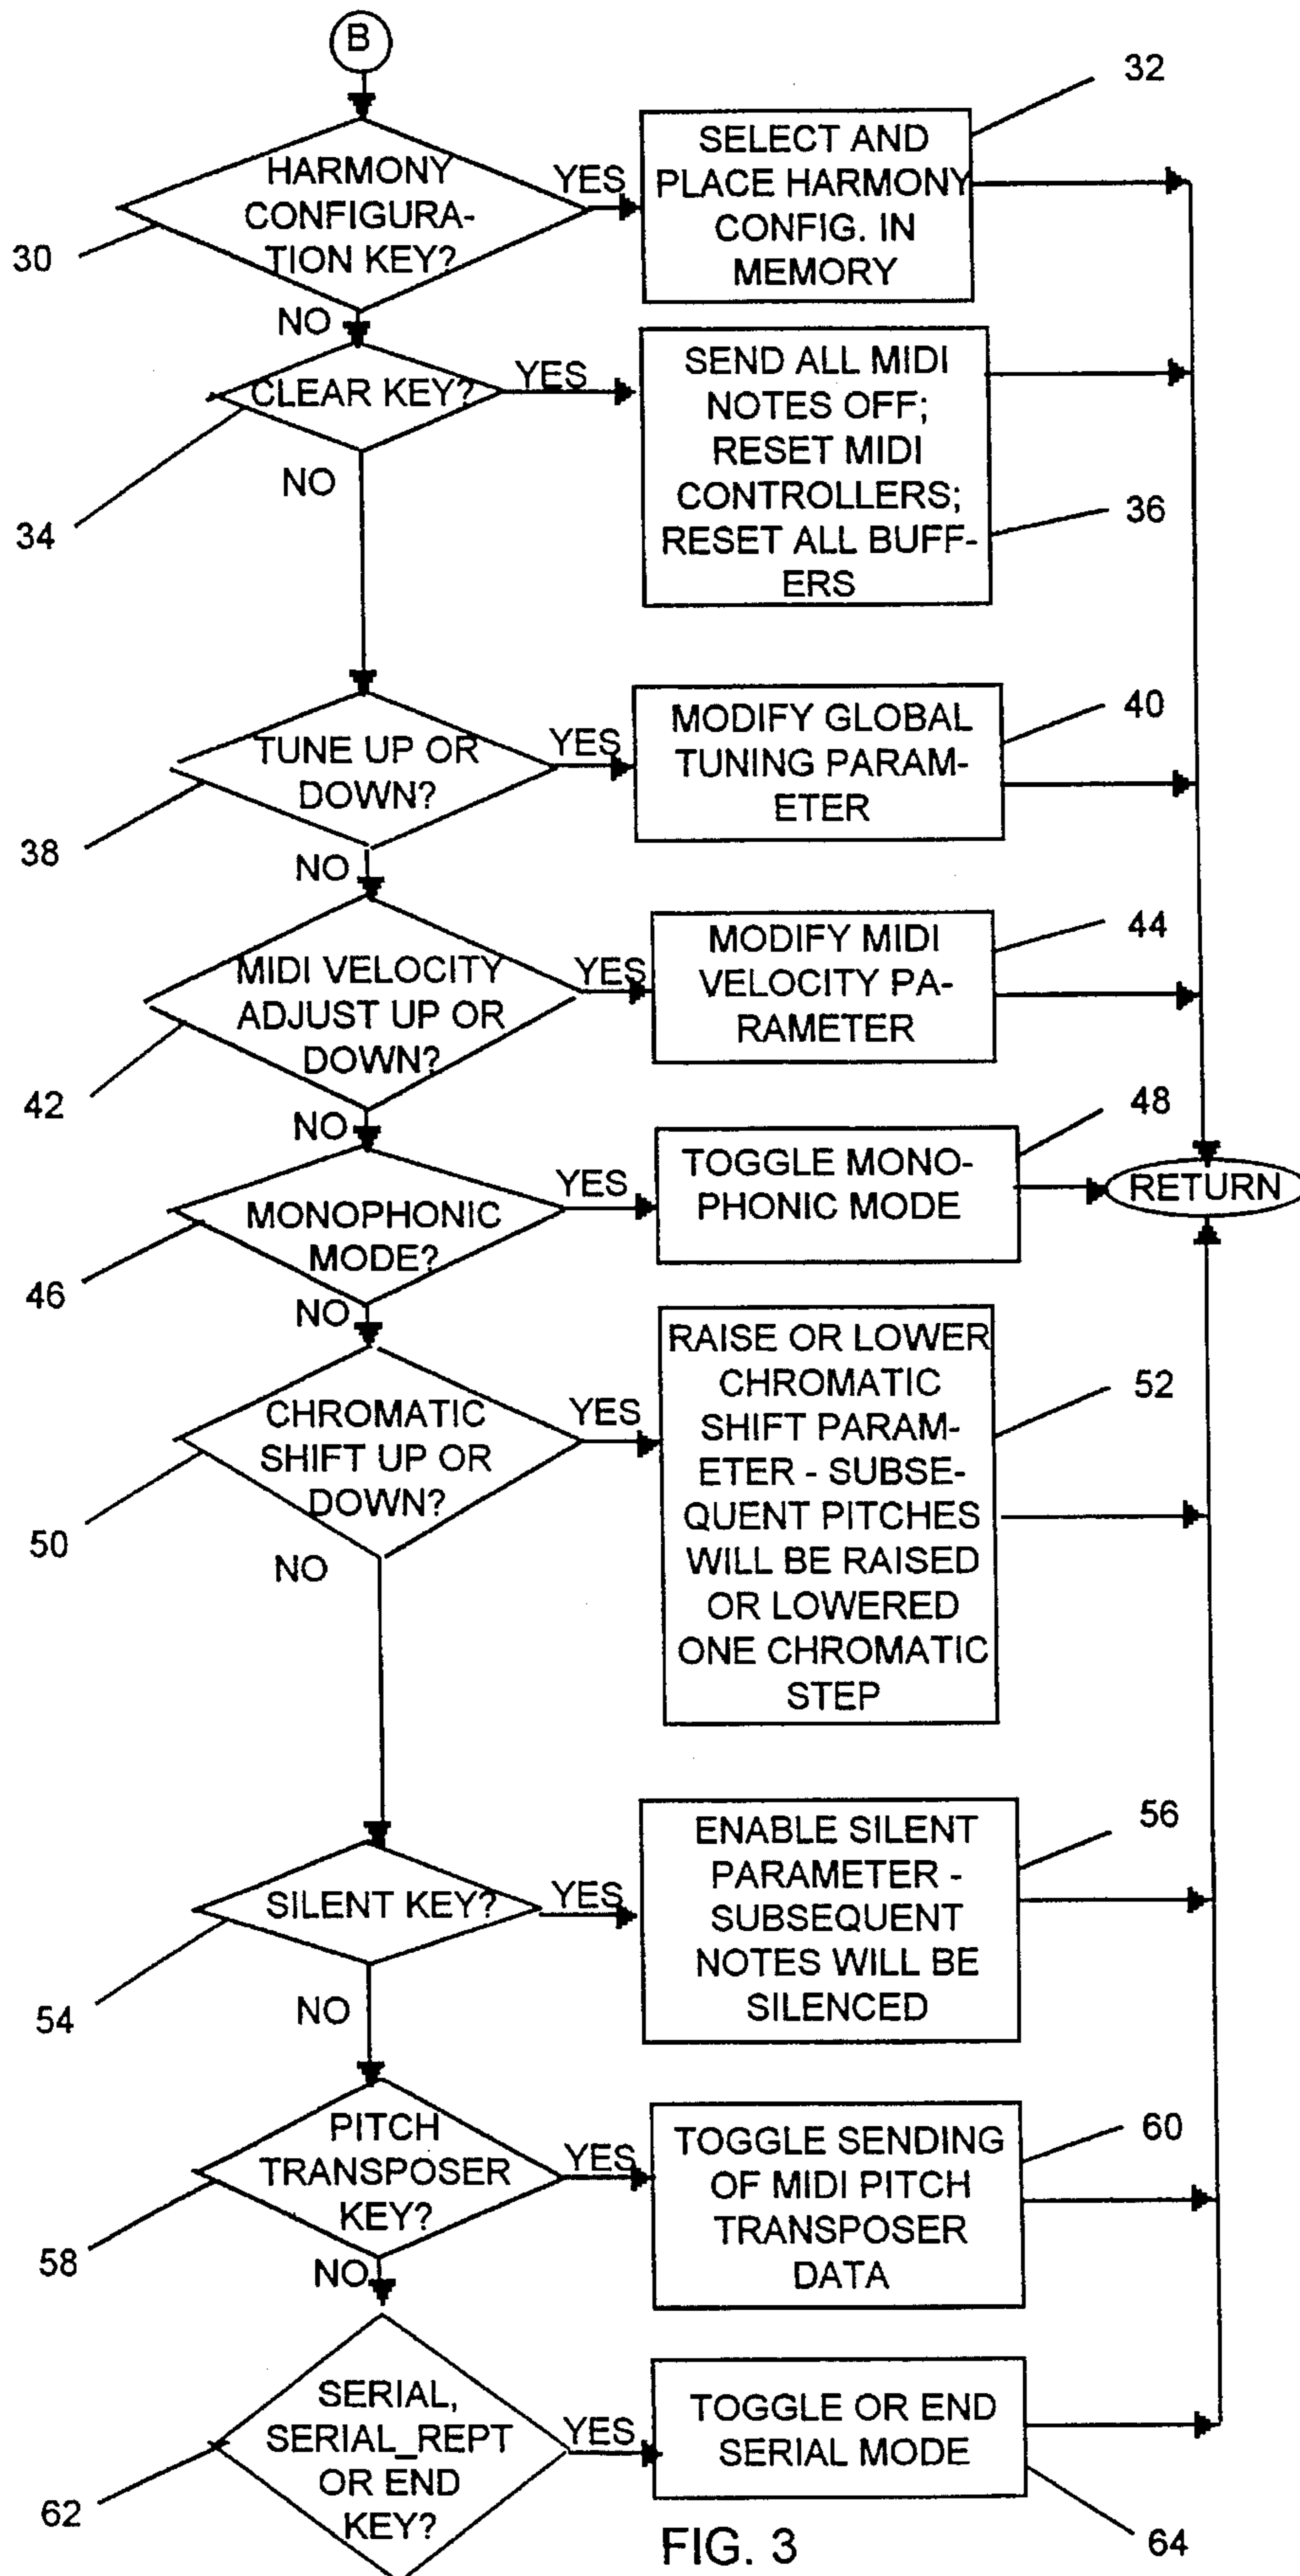 B
32
HARMONY
CONFIGURA-
TION KEY?
YES
SELECT AND
PLACE HARMONY
CONFIG. IN
MEMORY
30
NO
CLEAR KEY?
YES
SEND ALL MIDI
NOTES OFF;
RESET MIDI
CONTROLLERS;
RESET ALL BUFF-
ERS
36
34
NO
TUNE UP OR
DOWN?
YES
MODIFY GLOBAL
TUNING PARAM-
ETER
40
38
NO
MIDI VELOCITY
ADJUST UP OR
DOWN?
YES
MODIFY MIDI
VELOCITY PA-
RAMETER
44
42
NO
MONOPHONIC
MODE?
YES
TOGGLE MONO-
PHONIC MODE
48
RETURN
46
NO
CHROMATIC
SHIFT UP OR
DOWN?
YES
RAISE OR LOWER
CHROMATIC
SHIFT PARAM-
ETER - SUBSE-
QUENT PITCHES
WILL BE RAISED
OR LOWERED
ONE CHROMATIC
STEP
52
50
NO
SILENT KEY?
YES
ENABLE SILENT
PARAMETER -
SUBSEQUENT
NOTES WILL BE
SILENCED
56
54
NO
PITCH
TRANSPOSER
KEY?
YES
TOGGLE SENDING
OF MIDI PITCH
TRANSPOSER
DATA
60
58
NO
SERIAL,
SERIAL_REPT
OR END
KEY?
YES
TOGGLE OR END
SERIAL MODE
62
64
FIG. 3